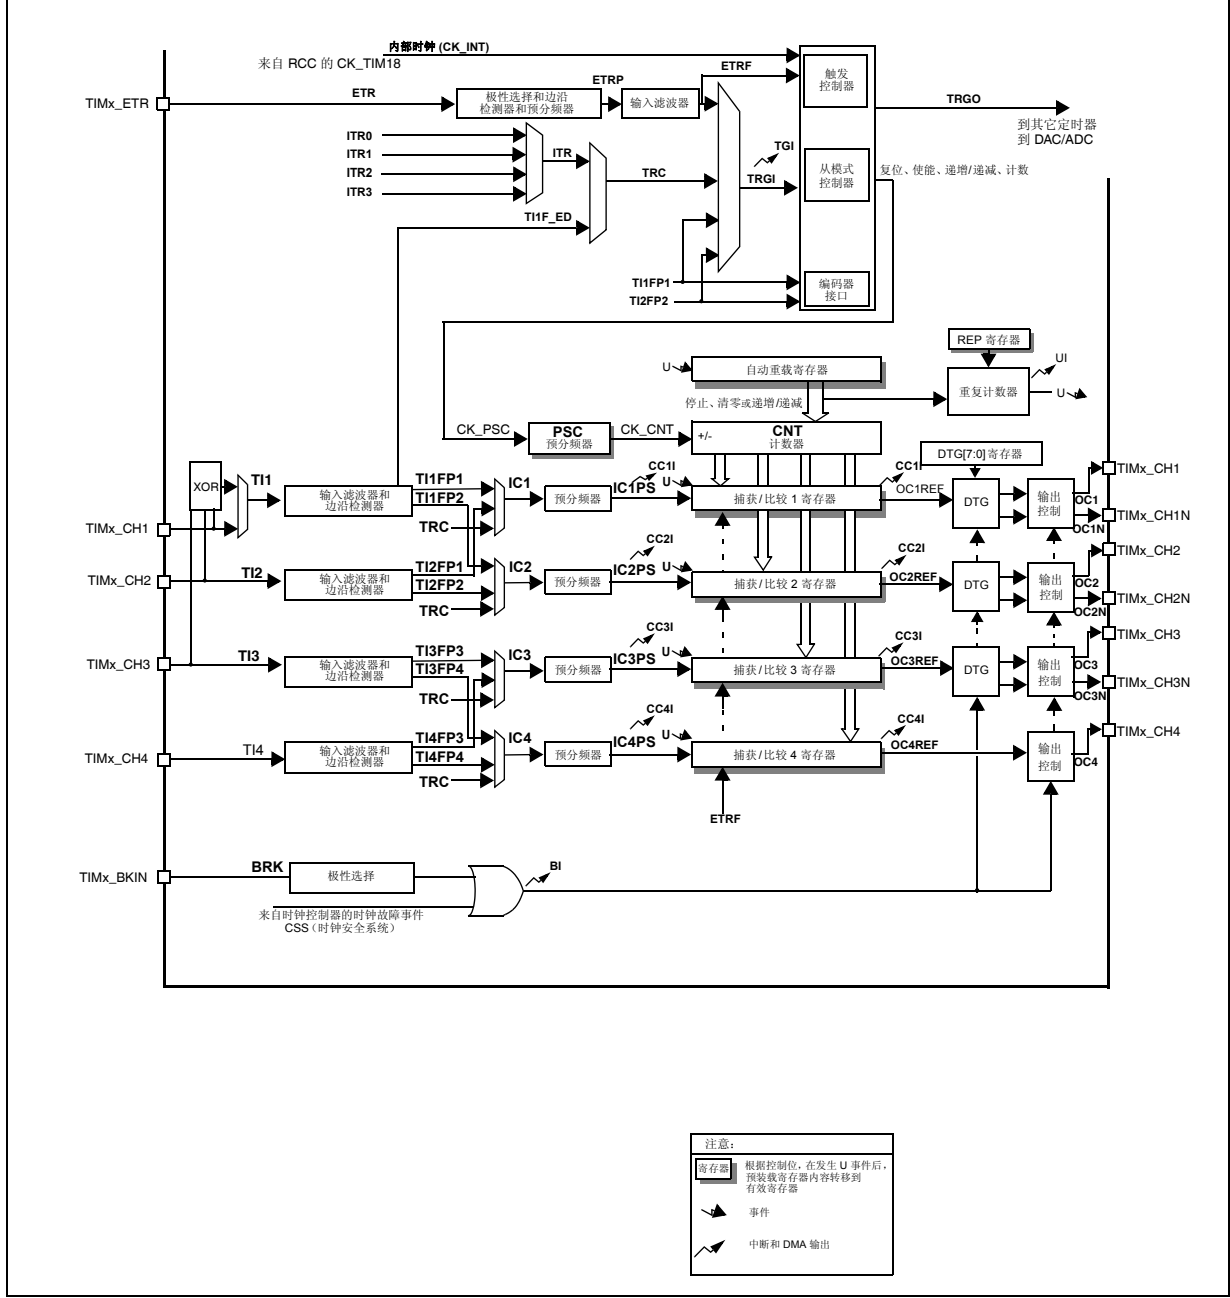 内部时钟 (CK_INT)
来自 RCC 的 CK_TIM18
ETRF
触发
控制器
TIMx_ETR
ETR
极性选择和边沿
检测器和预分频器
ETRP
输入滤波器
TRGO
到其它定时器
到 DAC/ADC
ITR0
ITR1
ITR2
ITR3
ITR
TRC
TGI
TRGI
从模式
控制器
复位、使能、递增/递减、计数
TI1F_ED
TI1FP1
TI2FP2
编码器
接口
REP 寄存器
U
自动重载寄存器
UI
重复计数器
U
停止、清零或递增/递减
CK_PSC
PSC
预分频器
CK_CNT
+/-
CNT
计数器
DTG[7:0] 寄存器
XOR
TI1
输入滤波器和
边沿检测器
TI1FP1
TI1FP2
TRC
IC1
预分频器
IC1PS
CC1I
U
捕获/比较 1 寄存器
CC1I
OC1REF
DTG
输出
控制
OC1
OC1N
TIMx_CH1
TIMx_CH1N
TIMx_CH1
TIMx_CH2
TI2
输入滤波器和
边沿检测器
TI2FP1
TI2FP2
TRC
IC2
预分频器
IC2PS
CC2I
U
捕获/比较 2 寄存器
CC2I
OC2REF
DTG
输出
控制
OC2
OC2N
TIMx_CH2
TIMx_CH2N
TIMx_CH3
TI3
输入滤波器和
边沿检测器
TI3FP3
TI3FP4
TRC
IC3
预分频器
IC3PS
CC3I
U
捕获/比较 3 寄存器
CC3I
OC3REF
DTG
输出
控制
OC3
OC3N
TIMx_CH3
TIMx_CH3N
TIMx_CH4
TI4
输入滤波器和
边沿检测器
TI4FP3
TI4FP4
TRC
IC4
预分频器
IC4PS
CC4I
U
捕获/比较 4 寄存器
CC4I
OC4REF
输出
控制
OC4
TIMx_CH4
ETRF
TIMx_BKIN
BRK
极性选择
BI
来自时钟控制器的时钟故障事件
CSS（时钟安全系统）
注意：
寄存器
根据控制位，在发生 U 事件后，
预装载寄存器内容转移到
有效寄存器
事件
中断和 DMA 输出